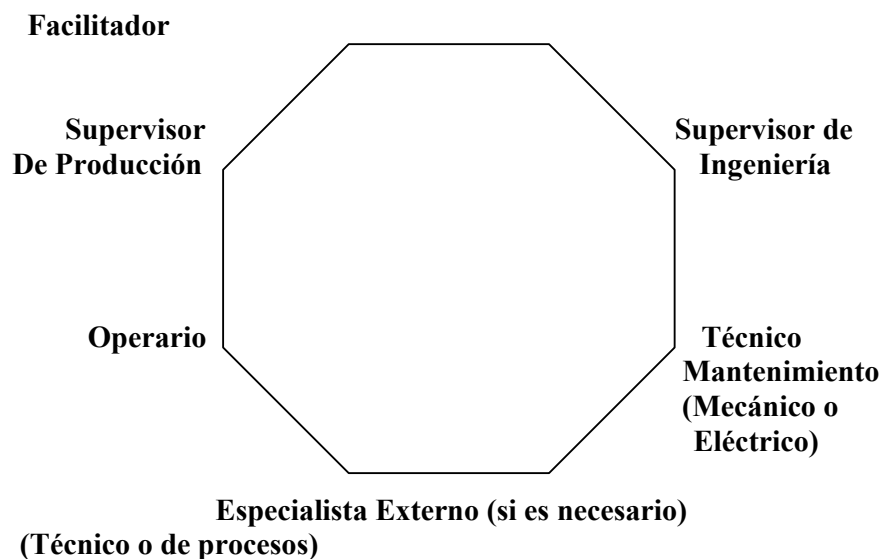 Facilitador
Supervisor
De Producción
Supervisor de
Ingeniería
Operario
Técnico
Mantenimiento
(Mecánico o
Eléctrico)
Especialista Externo (si es necesario)
(Técnico o de procesos)